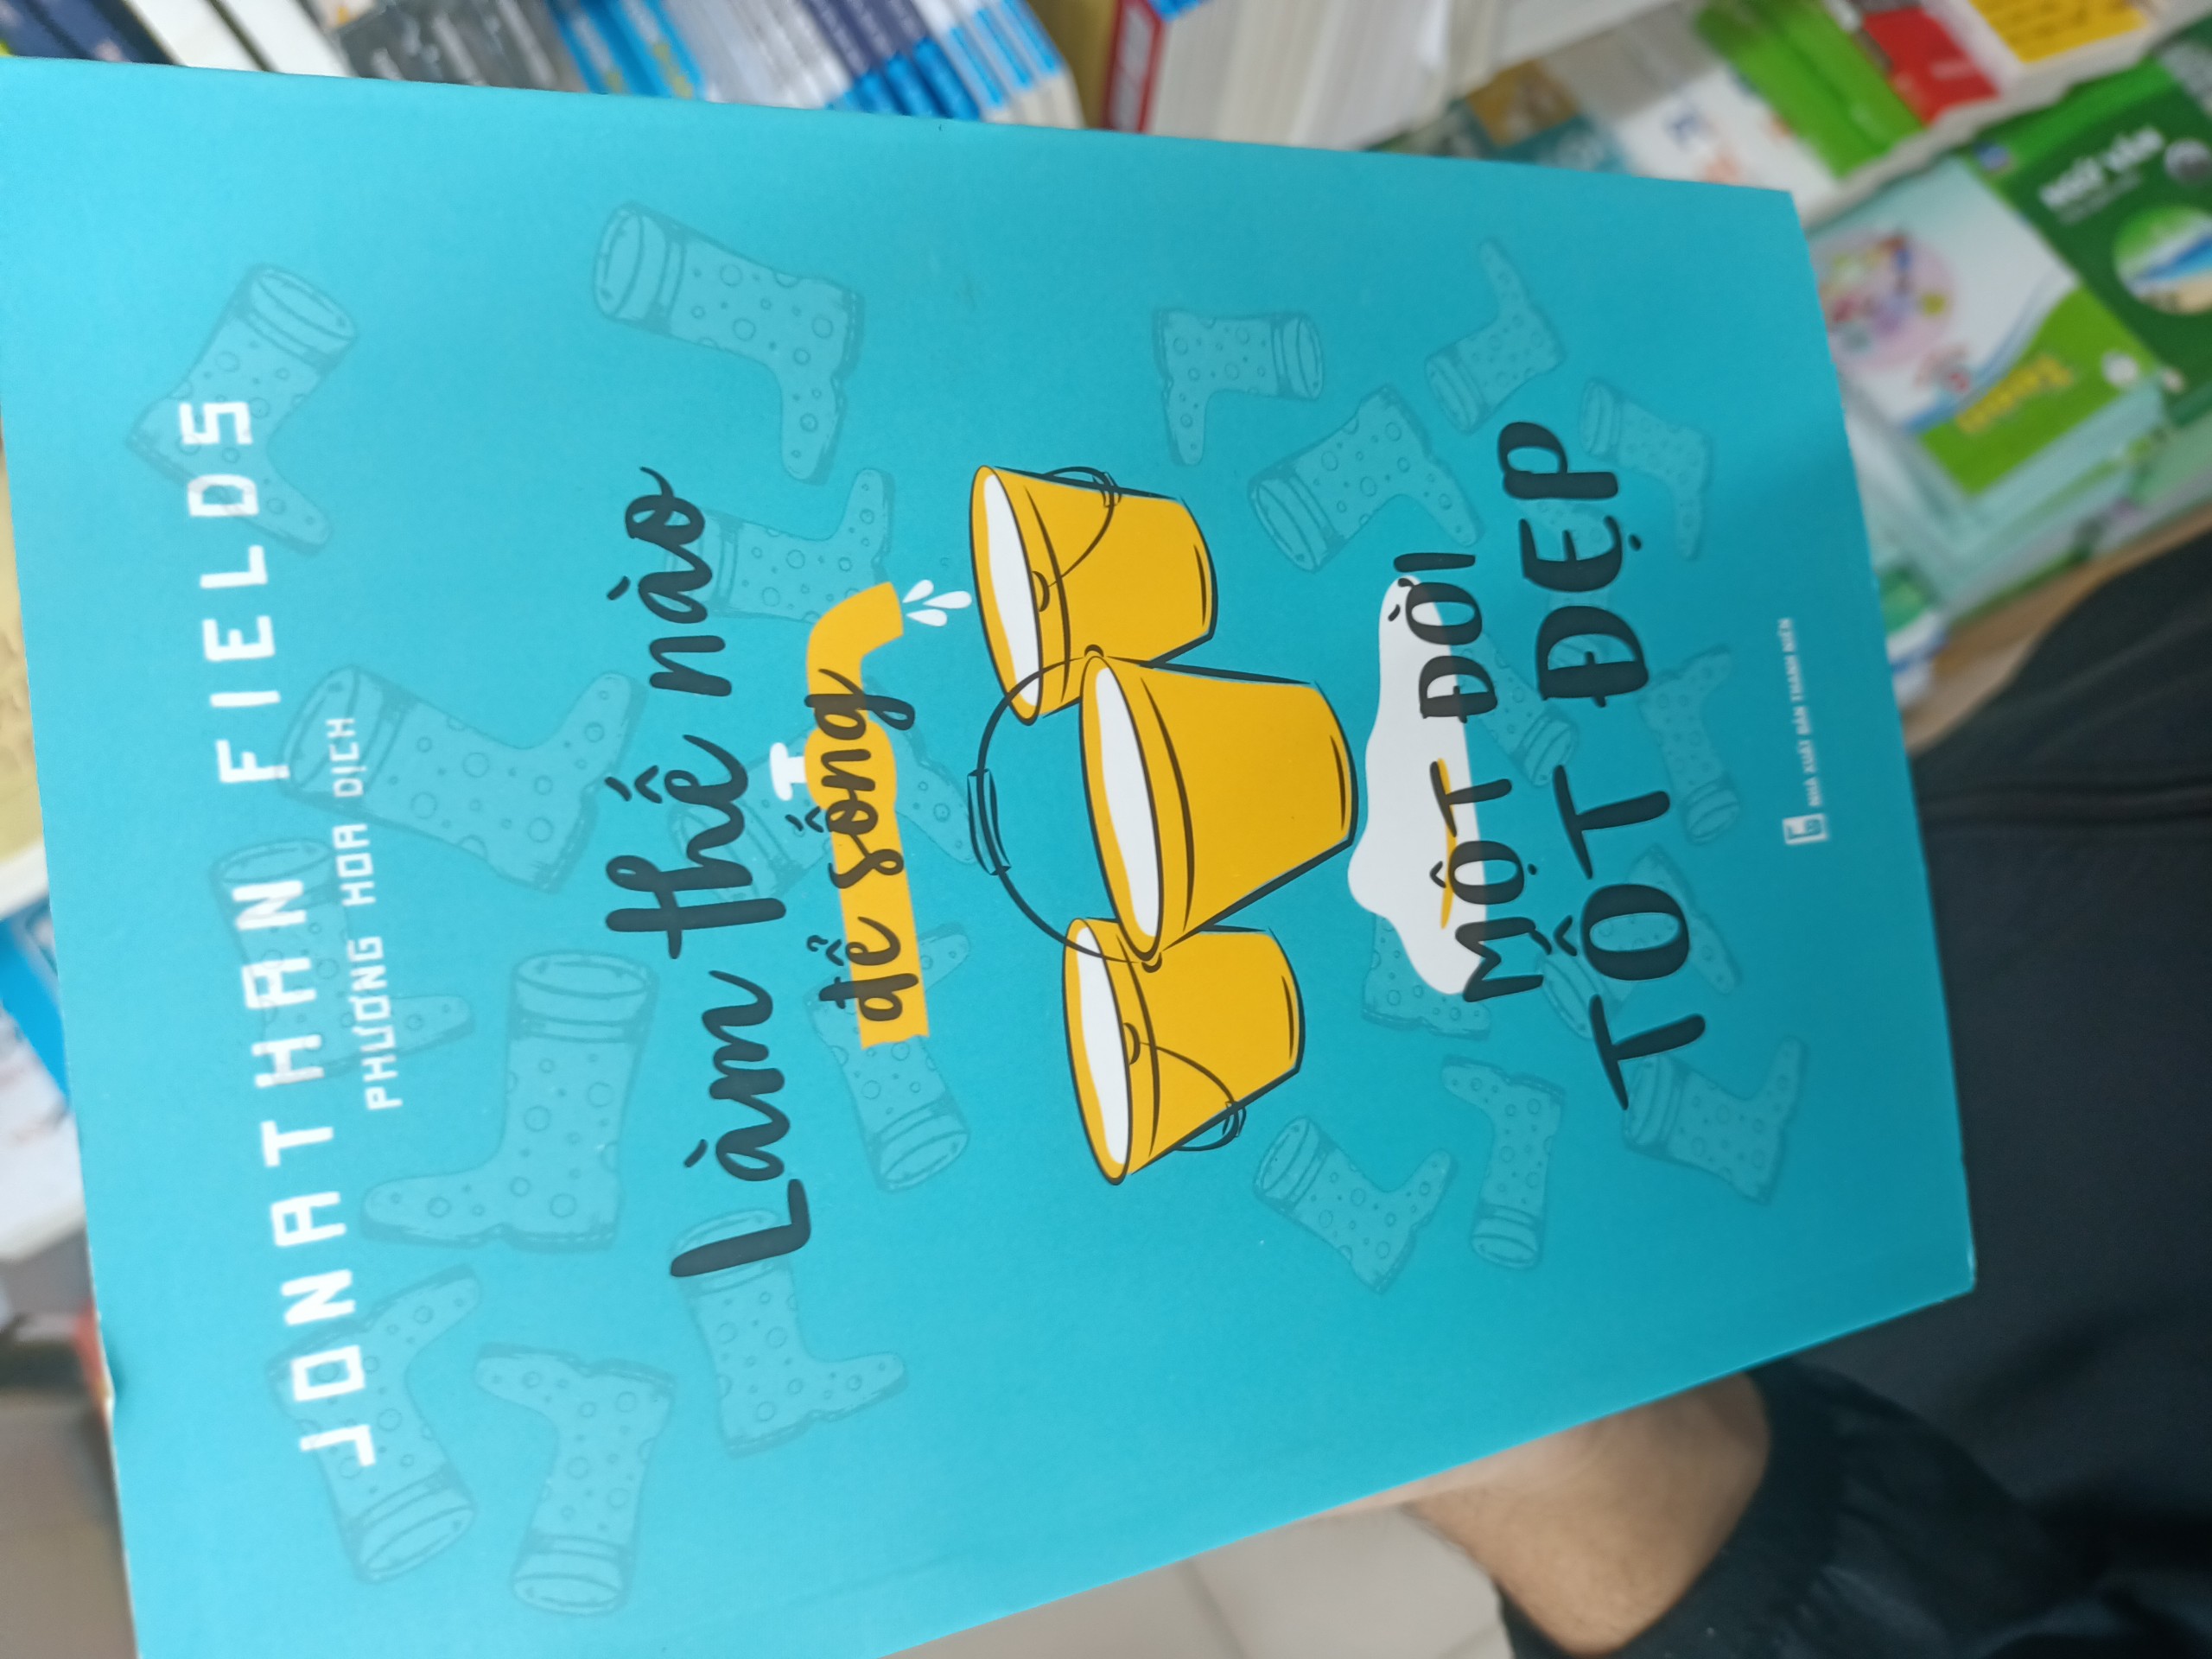 JONATHAN FIELDS
PHƯƠNG HOA DỊCH
Làm thế nào
để sống
MỘT ĐỜI
TỐT ĐẸP
NHÀ XUẤT BẢN THANH NIÊN